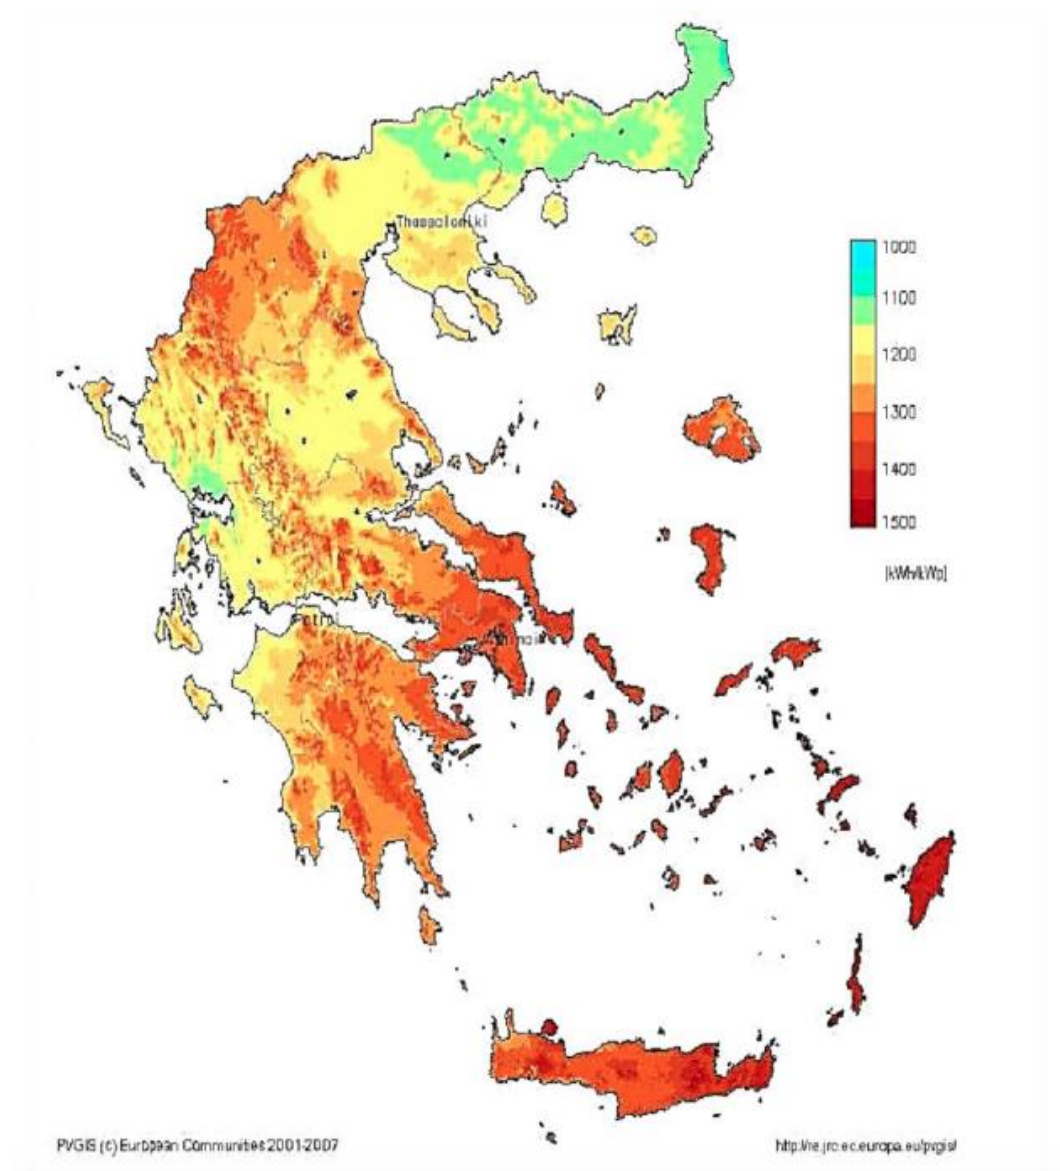 Thessaloniki
1000
1100
1200
1300
1400
1500
[kWh/kWp]
Patrai
PVGIS (c) European Communities 2001-2007
http://re.jrc.ec.europa.eu/pvgis/